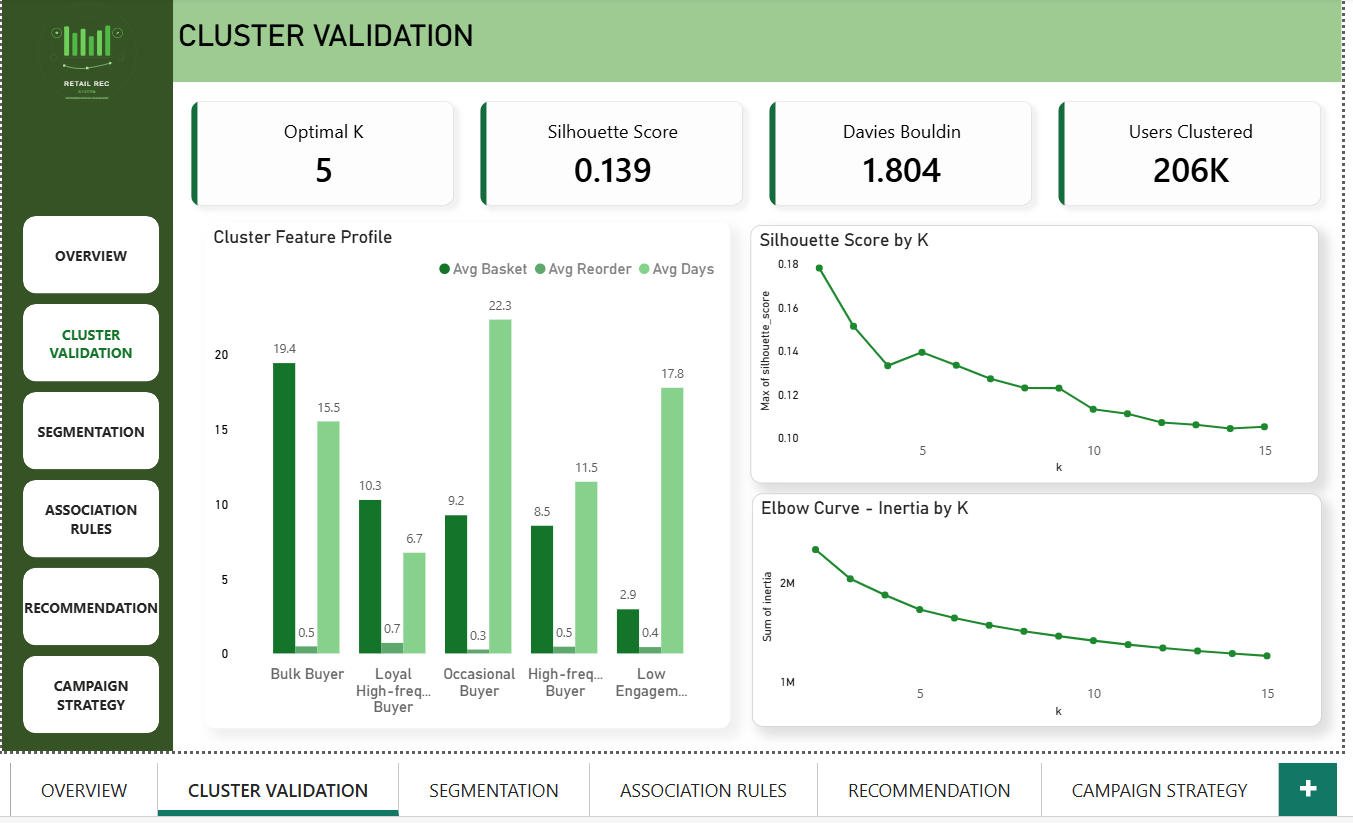 RETAIL REC
CLUSTER VALIDATION
Optimal K
5
Silhouette Score
0.139
Davies Bouldin
1.804
Users Clustered
206K
OVERVIEW
CLUSTER
VALIDATION
SEGMENTATION
ASSOCIATION
RULES
RECOMMENDATION
CAMPAIGN
STRATEGY
Cluster Feature Profile
Avg Basket Avg Reorder Avg Days
20
15
10
5
0
19.4
0.5
15.5
10.3
0.7
6.7
9.2
0.3
22.3
8.5
0.5
11.5
2.9
0.4
17.8
Bulk Buyer
Loyal
High-freq...
Buyer
Occasional
Buyer
High-freq...
Buyer
Low
Engagem...
Silhouette Score by K
Max of silhouette_score
0.18
0.16
0.14
0.12
0.10
5 10 15
k
Elbow Curve - Inertia by K
Sum of inertia
2M
1M
5 10 15
k
OVERVIEW CLUSTER VALIDATION SEGMENTATION ASSOCIATION RULES RECOMMENDATION CAMPAIGN STRATEGY +